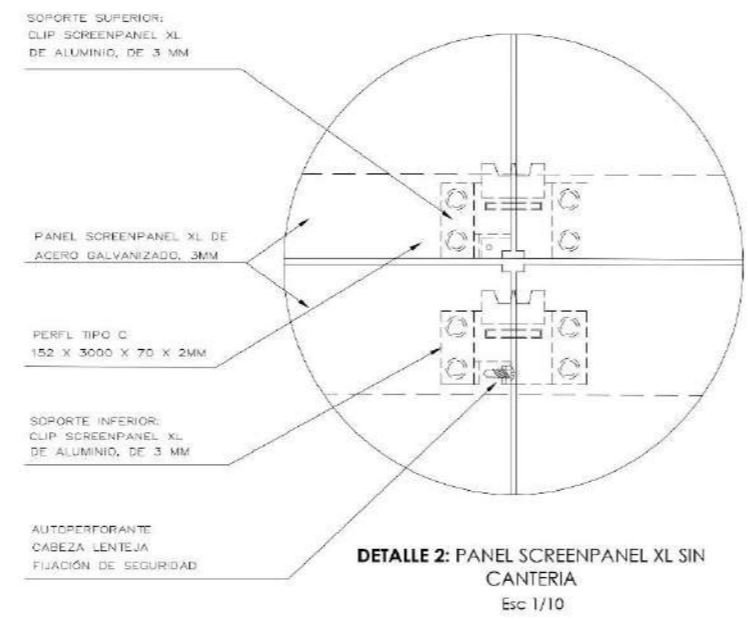 SOPORTE SUPERIOR:
CLIP SCREENPANEL XL
DE ALUMINIO, DE 3 MM
PANEL SCREENPANEL XL DE
ACERO GALVANIZADO, 3MM
PERFL TIPO C
152 X 3000 X 70 X 2MM
SOPORTE INFERIOR:
CLIP SCREENPANEL XL
DE ALUMINIO, DE 3 MM
AUTOPERFORANTE
CABEZA LENTEJA
FIJACIÓN DE SEGURIDAD
DETALLE 2: PANEL SCREENPANEL XL SIN
CANTERIA
Esc 1/10